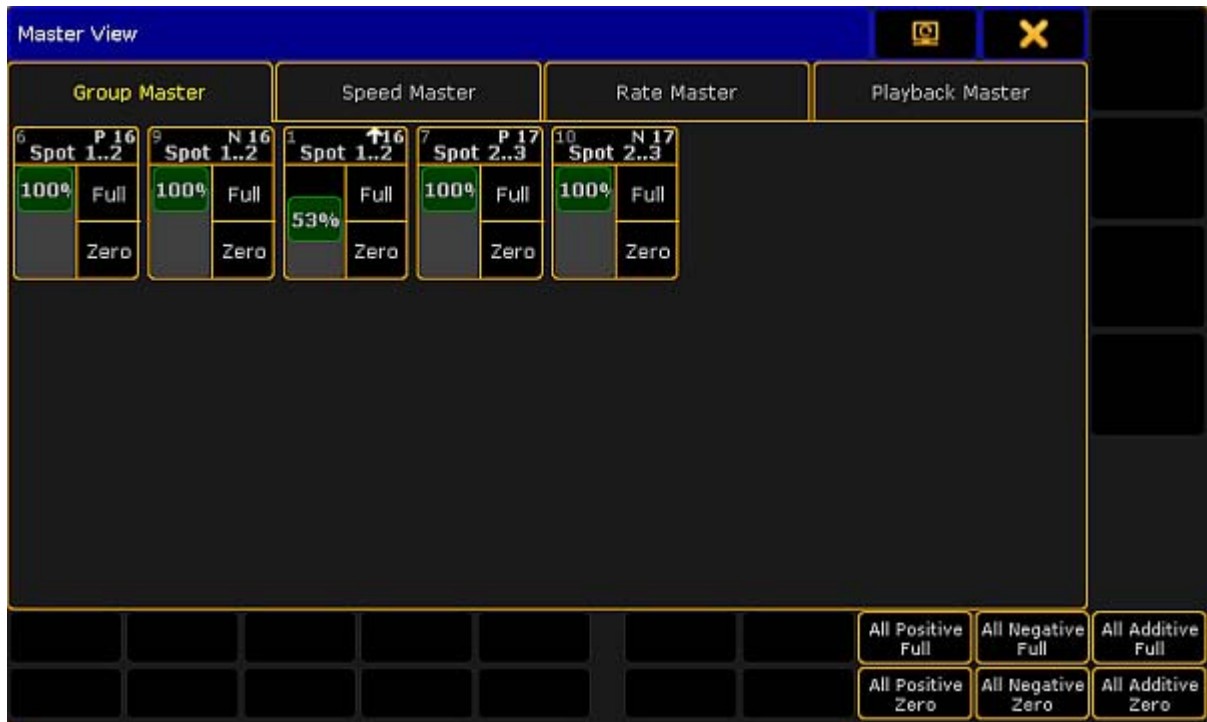 Master View
Group Master Speed Master Rate Master Playback Master
6 P 16 9 N 16 1 ↑16 7 P 17 10 N 17
Spot 1..2 Spot 1..2 Spot 1..2 Spot 2..3 Spot 2..3
100% Full 100% Full Full 100% Full 100% Full
53%
Zero Zero Zero Zero Zero
All Positive All Negative All Additive
Full Full Full
All Positive All Negative All Additive
Zero Zero Zero